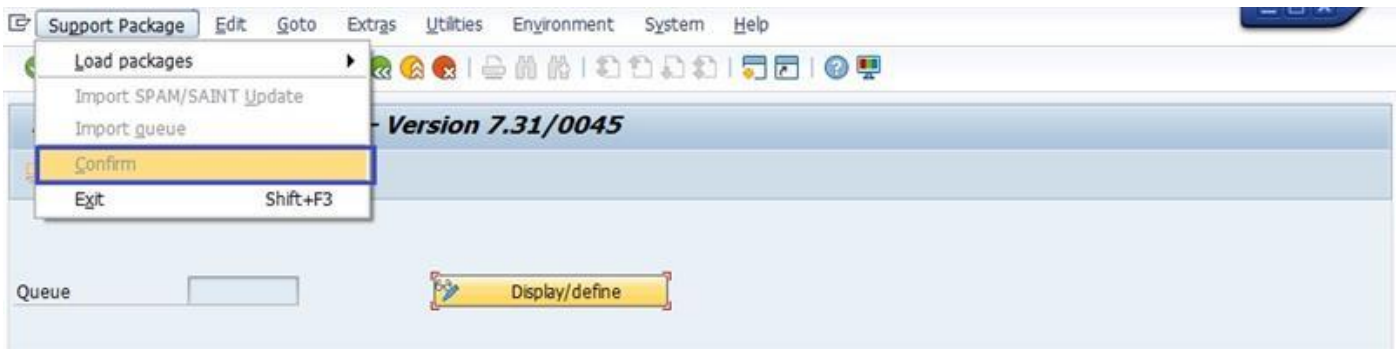 Support Package Edit Goto Extras Utilities Environment System Help
Load packages
Import SPAM/SAINT Update
Import queue
- Version 7.31/0045
Confirm
Exit Shift+F3
Queue Display/define